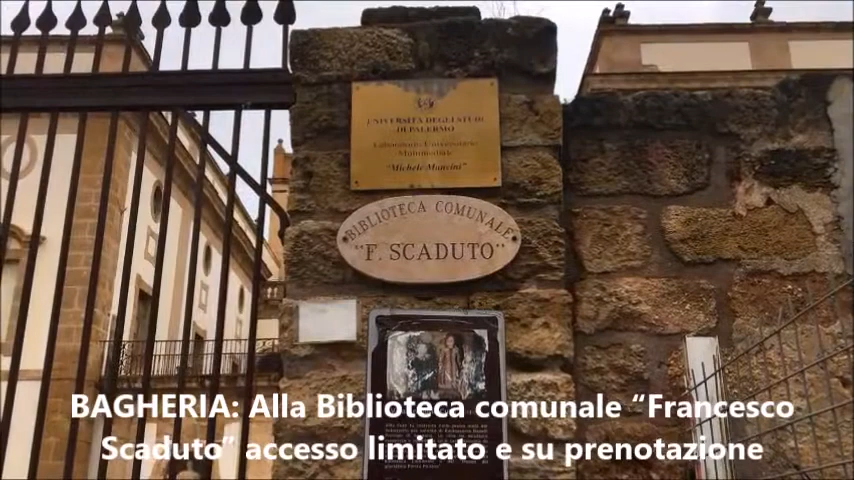 UNIVERSITÀ DEGLI STUDI
DI PALERMO
Laboratorio Universitario
Multimediale
"Michele Mancini"
BIBLIOTECA COMUNALE
"F. SCADUTO"
BAGHERIA: Alla Biblioteca comunale “Francesco
Scaduto” accesso limitato e su prenotazione